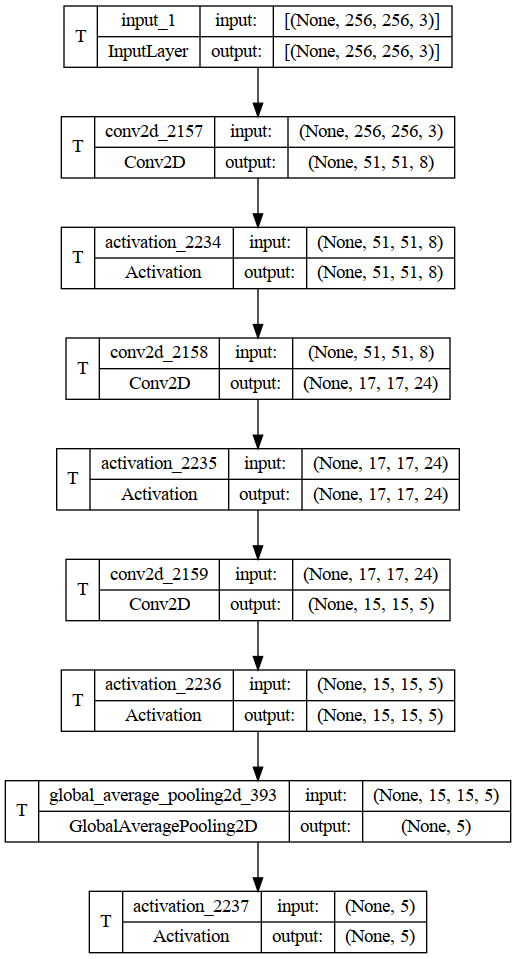 T input_1 input: [(None, 256, 256, 3)]
InputLayer output: [(None, 256, 256, 3)]
T conv2d_2157 input: (None, 256, 256, 3)
Conv2D output: (None, 51, 51, 8)
T activation_2234 input: (None, 51, 51, 8)
Activation output: (None, 51, 51, 8)
T conv2d_2158 input: (None, 51, 51, 8)
Conv2D output: (None, 17, 17, 24)
T activation_2235 input: (None, 17, 17, 24)
Activation output: (None, 17, 17, 24)
T conv2d_2159 input: (None, 17, 17, 24)
Conv2D output: (None, 15, 15, 5)
T activation_2236 input: (None, 15, 15, 5)
Activation output: (None, 15, 15, 5)
T global_average_pooling2d_393 input: (None, 15, 15, 5)
GlobalAveragePooling2D output: (None, 5)
T activation_2237 input: (None, 5)
Activation output: (None, 5)